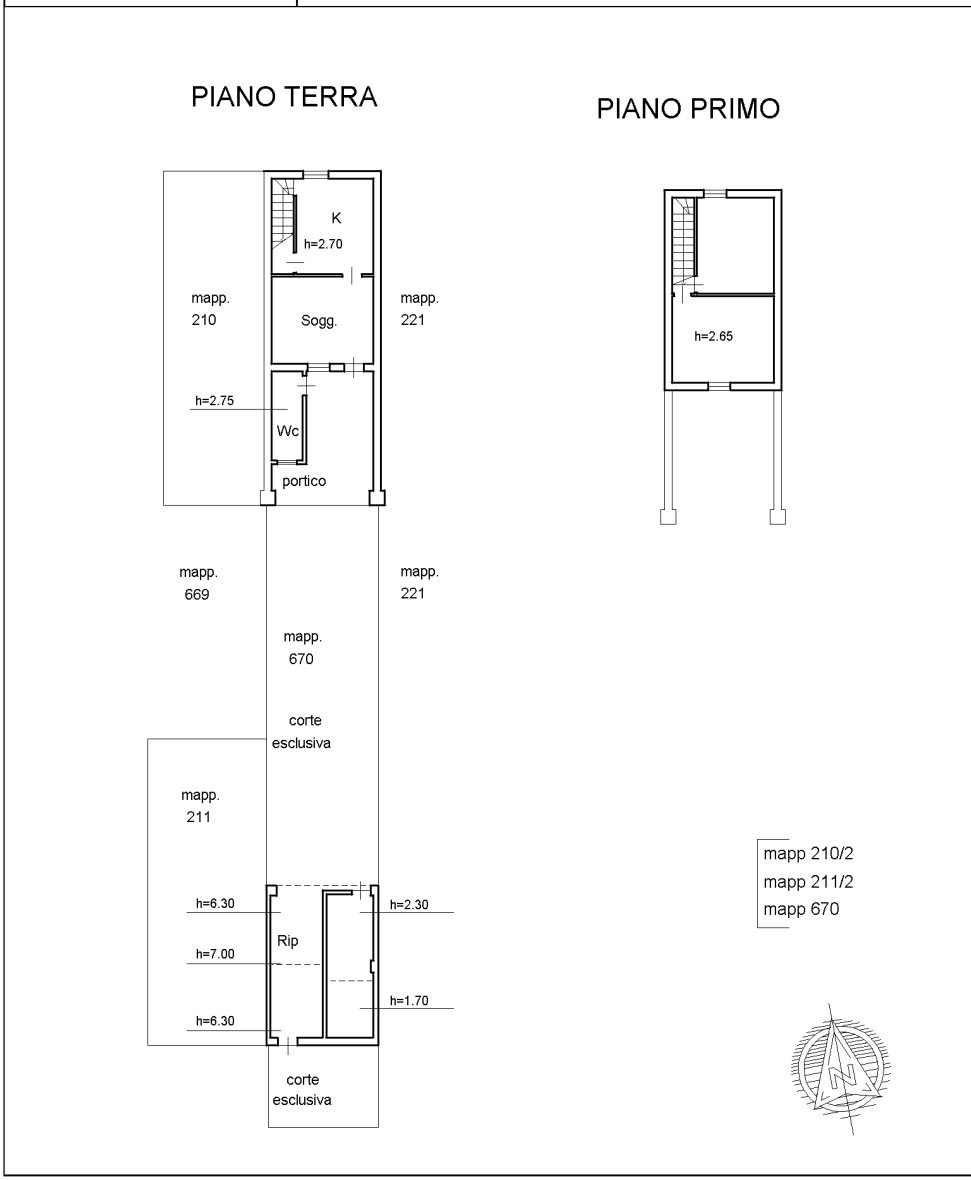 PIANO TERRA
PIANO PRIMO
K
h=2.70
mapp.
210
Sogg.
mapp.
221
h=2.65
h=2.75
Wc
portico
mapp.
669
mapp.
221
mapp.
670
corte
esclusiva
mapp.
211
mapp 210/2
mapp 211/2
mapp 670
h=6.30
h=2.30
Rip
h=7.00
h=1.70
h=6.30
corte
esclusiva
N